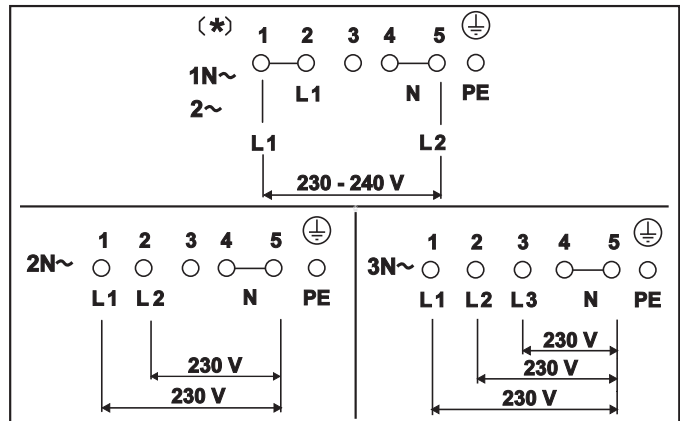 (*) 1 2 3 4 5
1N~
L1 N PE
2~
L1 L2
230 - 240 V
1 2 3 4 5
2N~
L1 L2 N PE
230 V
230 V
1 2 3 4 5
3N~
L1 L2 L3 N PE
230 V
230 V
230 V